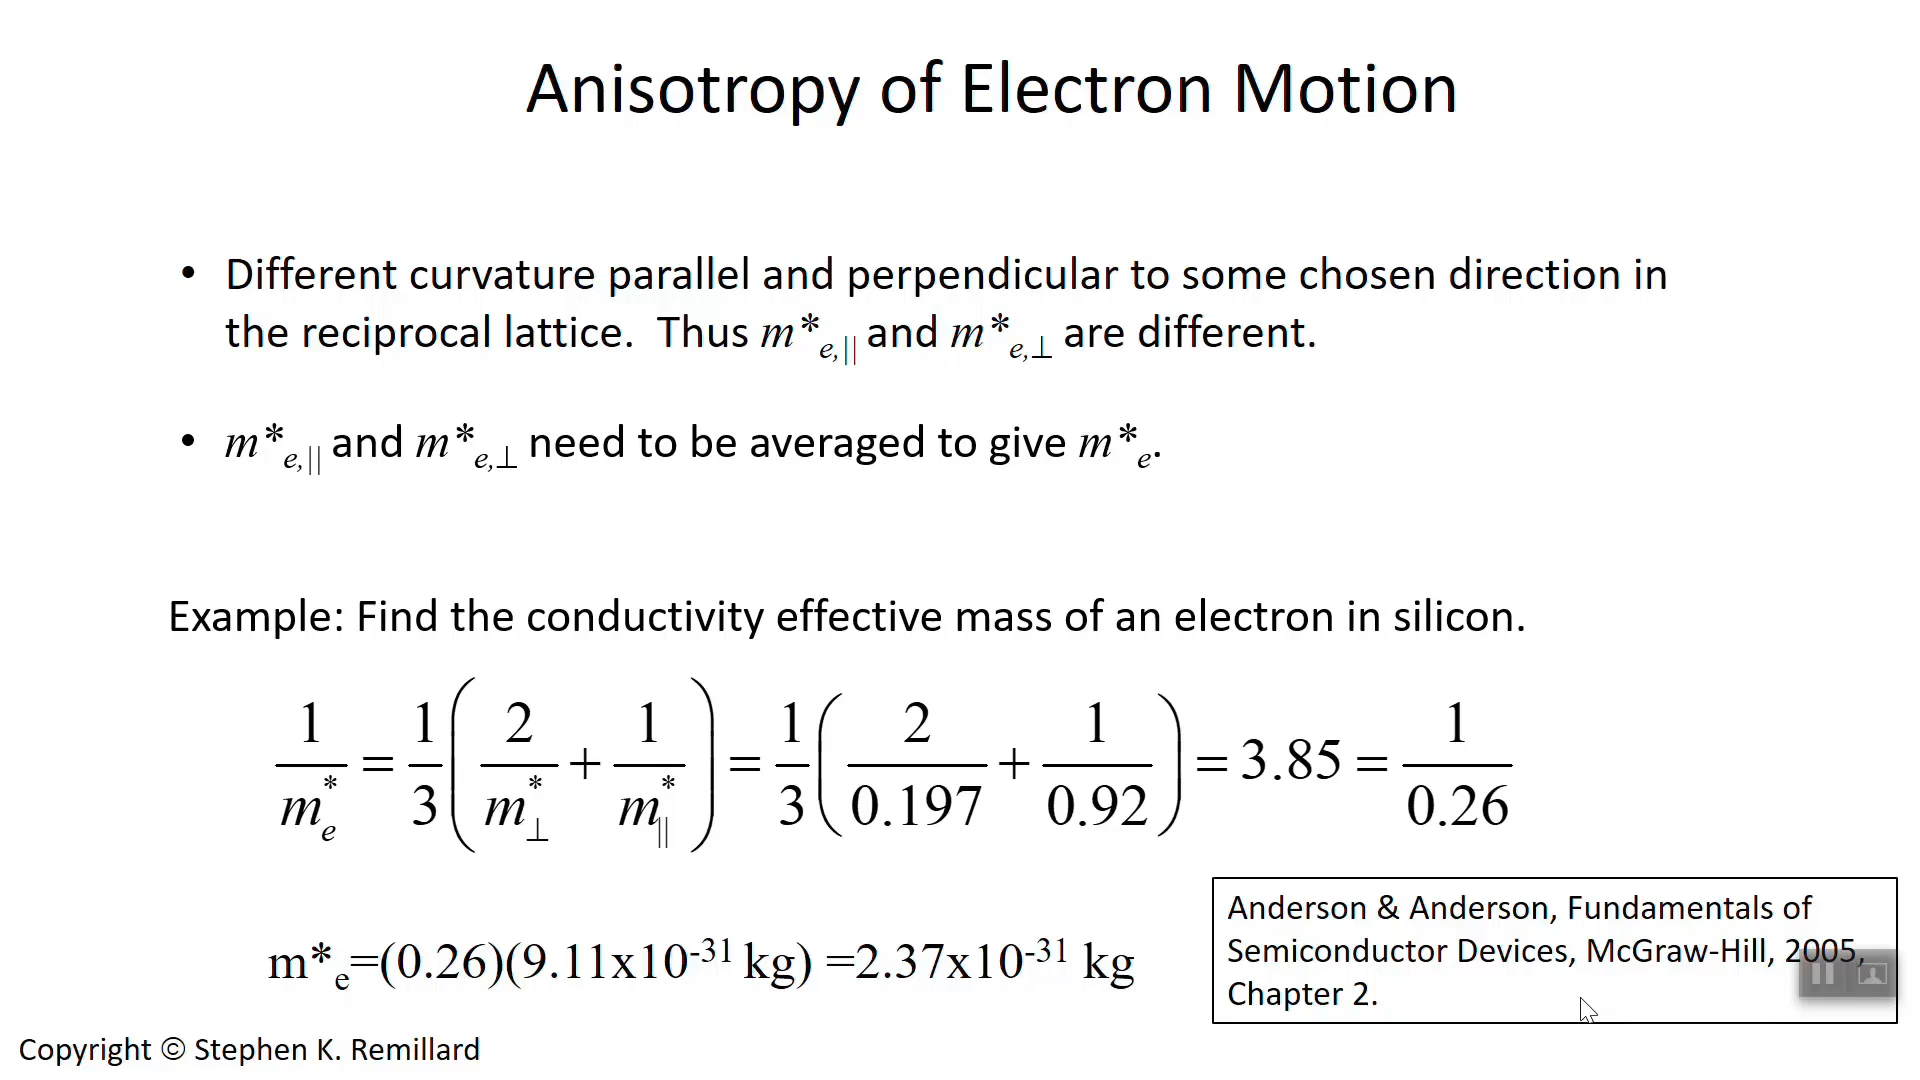 Anisotropy of Electron Motion
• Different curvature parallel and perpendicular to some chosen direction in
the reciprocal lattice. Thus m*e,|| and m*e,⊥ are different.
• m*e,|| and m*e,⊥ need to be averaged to give m*e.
Example: Find the conductivity effective mass of an electron in silicon.
1/m*e = 1/3 (2/m*⊥ + 1/m*||) = 1/3 (2/0.197 + 1/0.92) = 3.85 = 1/0.26
m*e=(0.26)(9.11x10-31 kg) =2.37x10-31 kg
Anderson & Anderson, Fundamentals of
Semiconductor Devices, McGraw-Hill, 2005,
Chapter 2.
Copyright © Stephen K. Remillard